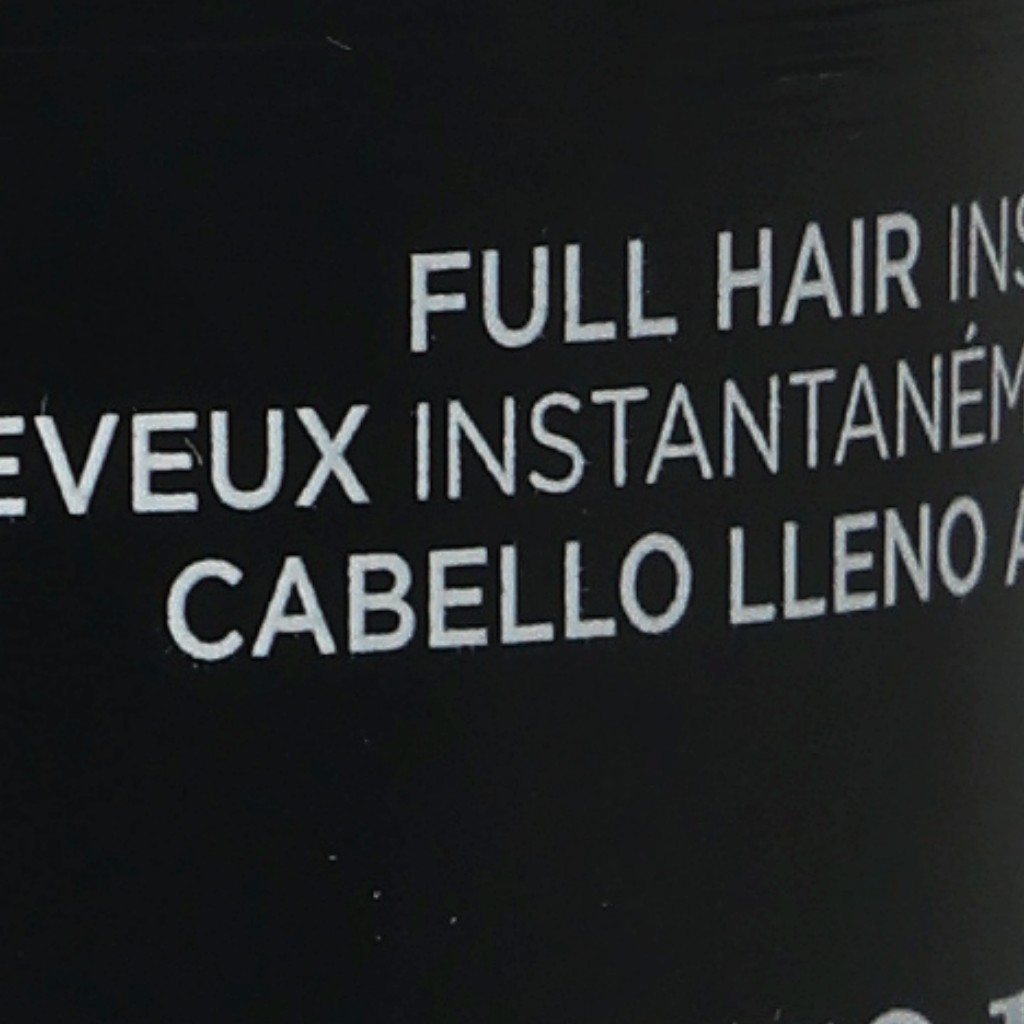 FULL HAIR INS
EVEUX INSTANTANÉM
CABELLO LLENO